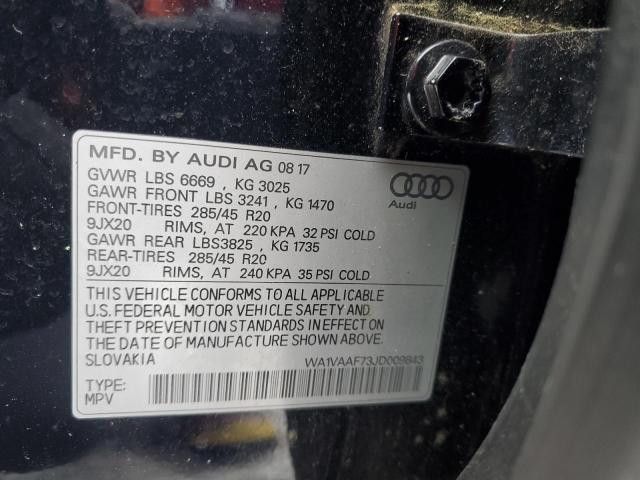 MFD. BY AUDI AG 08 17
GVWR LBS 6669 , KG 3025
GAWR FRONT LBS 3241 , KG 1470
FRONT-TIRES 285/45 R20
9JX20 RIMS, AT 220 KPA 32 PSI COLD
GAWR REAR LBS3825 , KG 1735
REAR-TIRES 285/45 R20
9JX20 RIMS, AT 240 KPA 35 PSI COLD
Audi
THIS VEHICLE CONFORMS TO ALL APPLICABLE
U.S. FEDERAL MOTOR VEHICLE SAFETY AND
THEFT PREVENTION STANDARDS IN EFFECT ON
THE DATE OF MANUFACTURE SHOWN ABOVE.
SLOVAKIA WA1VAAF73JD009843
TYPE:
MPV